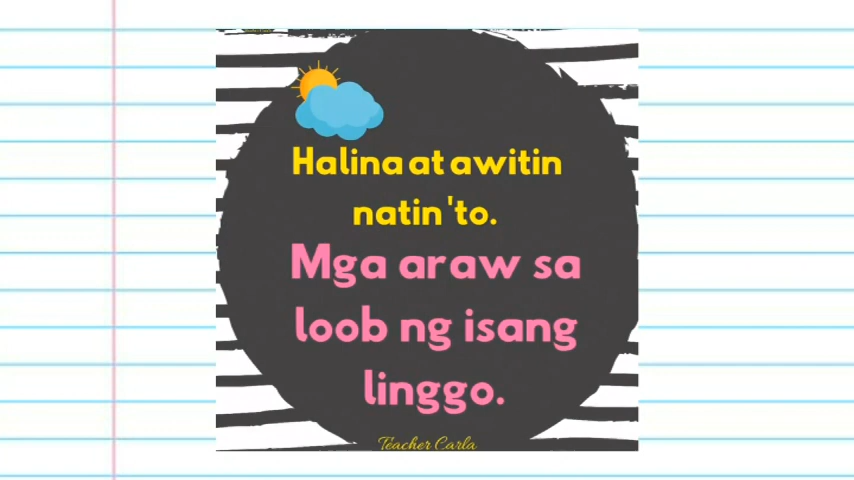 Halina at awitin
natin 'to.
Mga araw sa
loob ng isang
linggo.
Teacher Carla